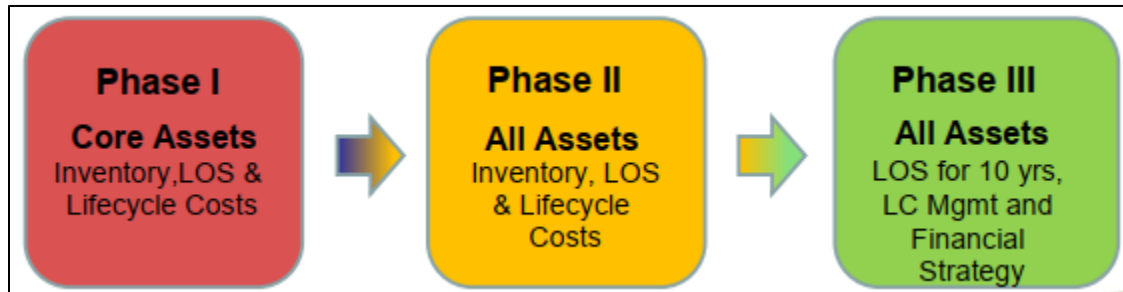 Phase I
Core Assets
Inventory,LOS &
Lifecycle Costs
Phase II
All Assets
Inventory, LOS
& Lifecycle
Costs
Phase III
All Assets
LOS for 10 yrs,
LC Mgmt and
Financial
Strategy